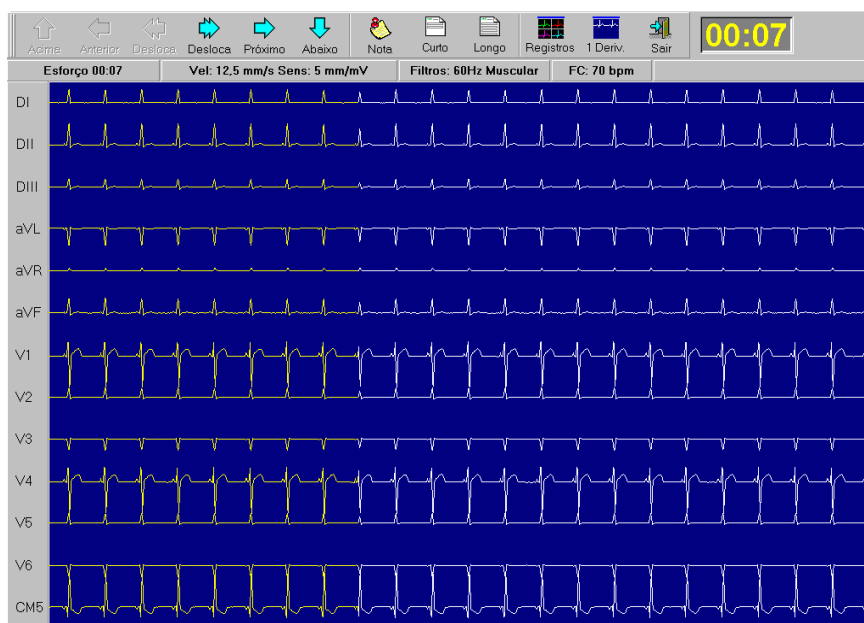 Acima Anterior Desloca Desloca Próximo Abaixo Nota Curto Longo Registros 1 Deriv. Sair 00:07
Esforço 00:07 Vel: 12,5 mm/s Sens: 5 mm/mV Filtros: 60Hz Muscular FC: 70 bpm
DI
DII
DIII
aVL
aVR
aVF
V1
V2
V3
V4
V5
V6
CM5